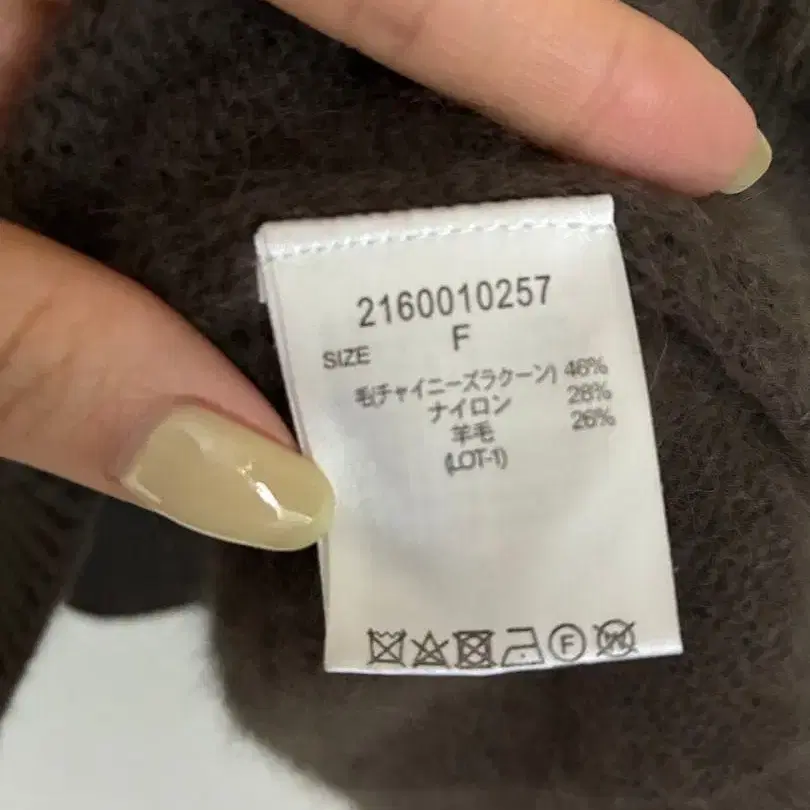 2160010257
SIZE F
毛(チャイニーズラクーン) 46%
ナイロン 28%
羊毛 26%
(LOT-1)
F W